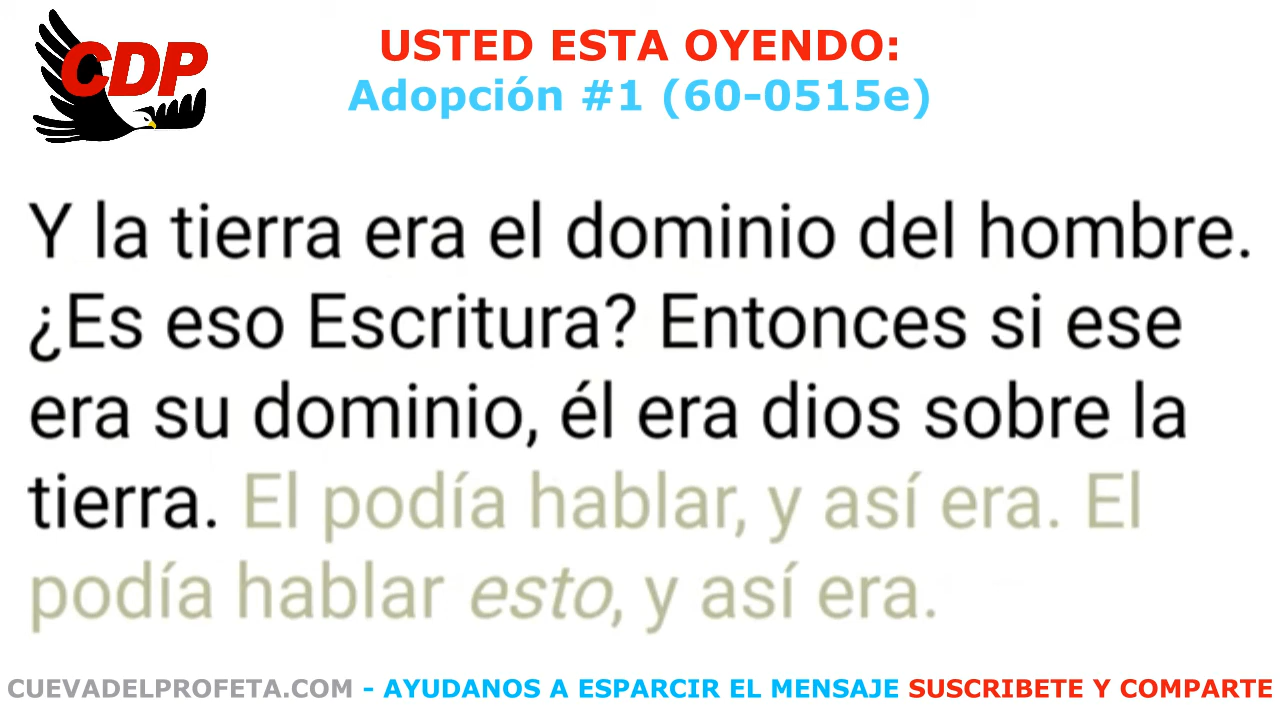 CDP
USTED ESTA OYENDO:
Adopción #1 (60-0515e)
Y la tierra era el dominio del hombre.
¿Es eso Escritura? Entonces si ese
era su dominio, él era dios sobre la
tierra. El podía hablar, y así era. El
podía hablar esto, y así era.
CUEVADELPROFETA.COM - AYUDANOS A ESPARCIR EL MENSAJE SUSCRIBETE Y COMPARTE